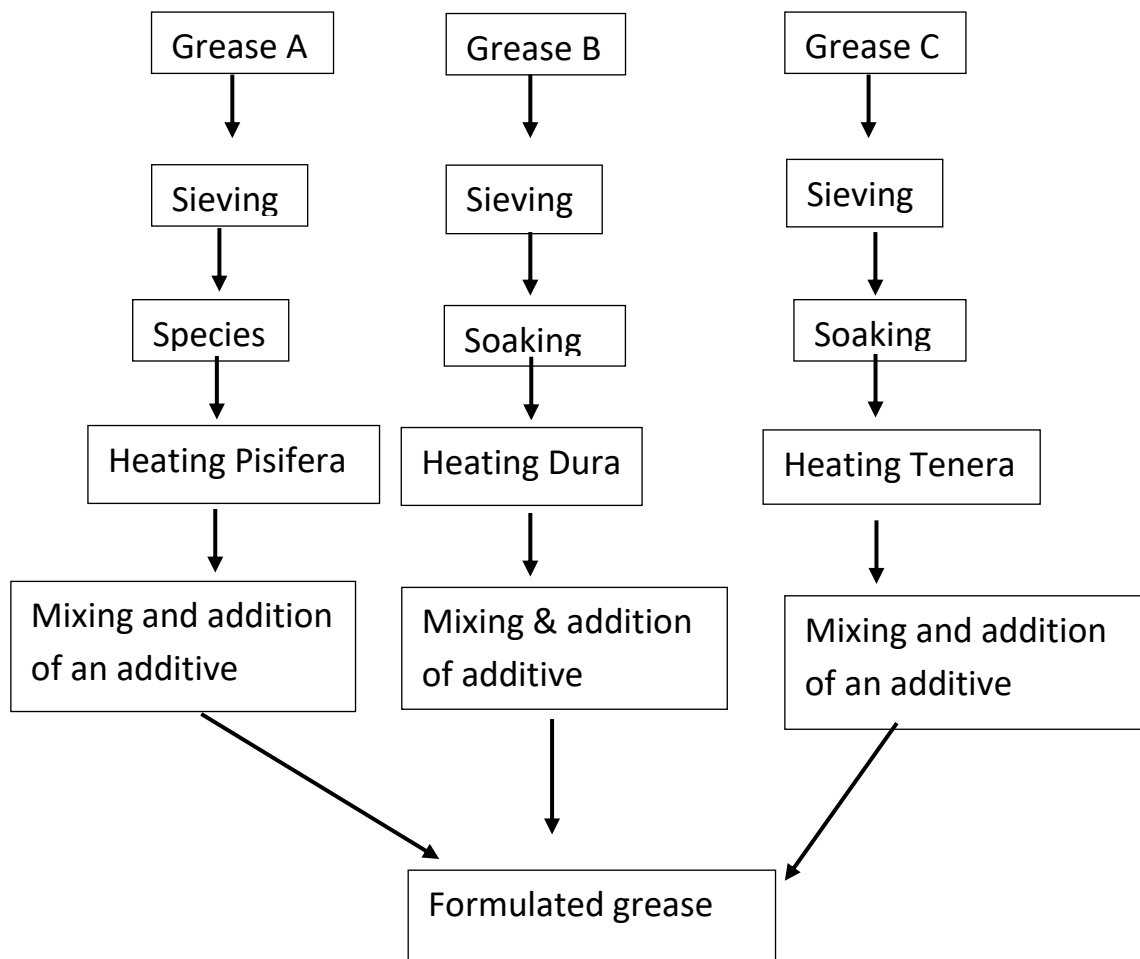 Grease A
Grease B
Grease C
Sieving
Sieving
Sieving
Species
Soaking
Soaking
Heating Pisifera
Heating Dura
Heating Tenera
Mixing and addition
of an additive
Mixing & addition
of additive
Mixing and addition
of an additive
Formulated grease